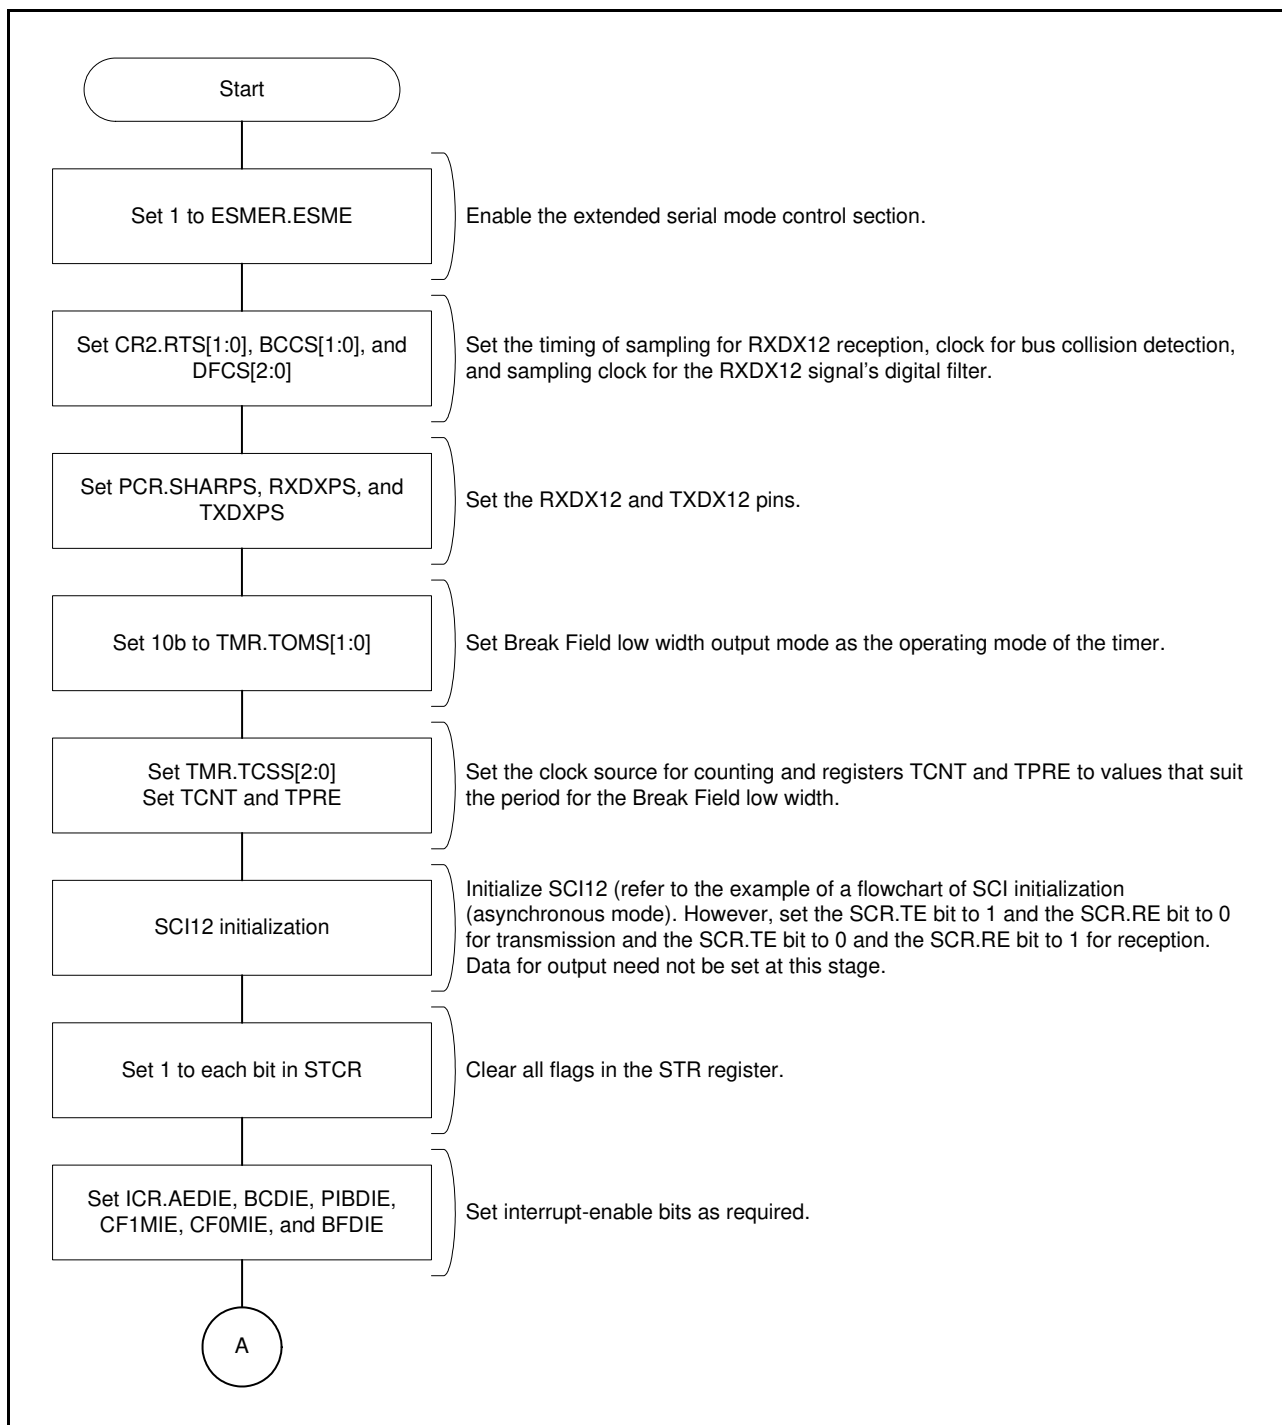 Start
Set 1 to ESMER.ESME
Enable the extended serial mode control section.
Set CR2.RTS[1:0], BCCS[1:0], and
DFCS[2:0]
Set the timing of sampling for RXDX12 reception, clock for bus collision detection,
and sampling clock for the RXDX12 signal’s digital filter.
Set PCR.SHARPS, RXDXPS, and
TXDXPS
Set the RXDX12 and TXDX12 pins.
Set 10b to TMR.TOMS[1:0]
Set Break Field low width output mode as the operating mode of the timer.
Set TMR.TCSS[2:0]
Set TCNT and TPRE
Set the clock source for counting and registers TCNT and TPRE to values that suit
the period for the Break Field low width.
SCI12 initialization
Initialize SCI12 (refer to the example of a flowchart of SCI initialization
(asynchronous mode). However, set the SCR.TE bit to 1 and the SCR.RE bit to 0
for transmission and the SCR.TE bit to 0 and the SCR.RE bit to 1 for reception.
Data for output need not be set at this stage.
Set 1 to each bit in STCR
Clear all flags in the STR register.
Set ICR.AEDIE, BCDIE, PIBDIE,
CF1MIE, CF0MIE, and BFDIE
Set interrupt-enable bits as required.
A